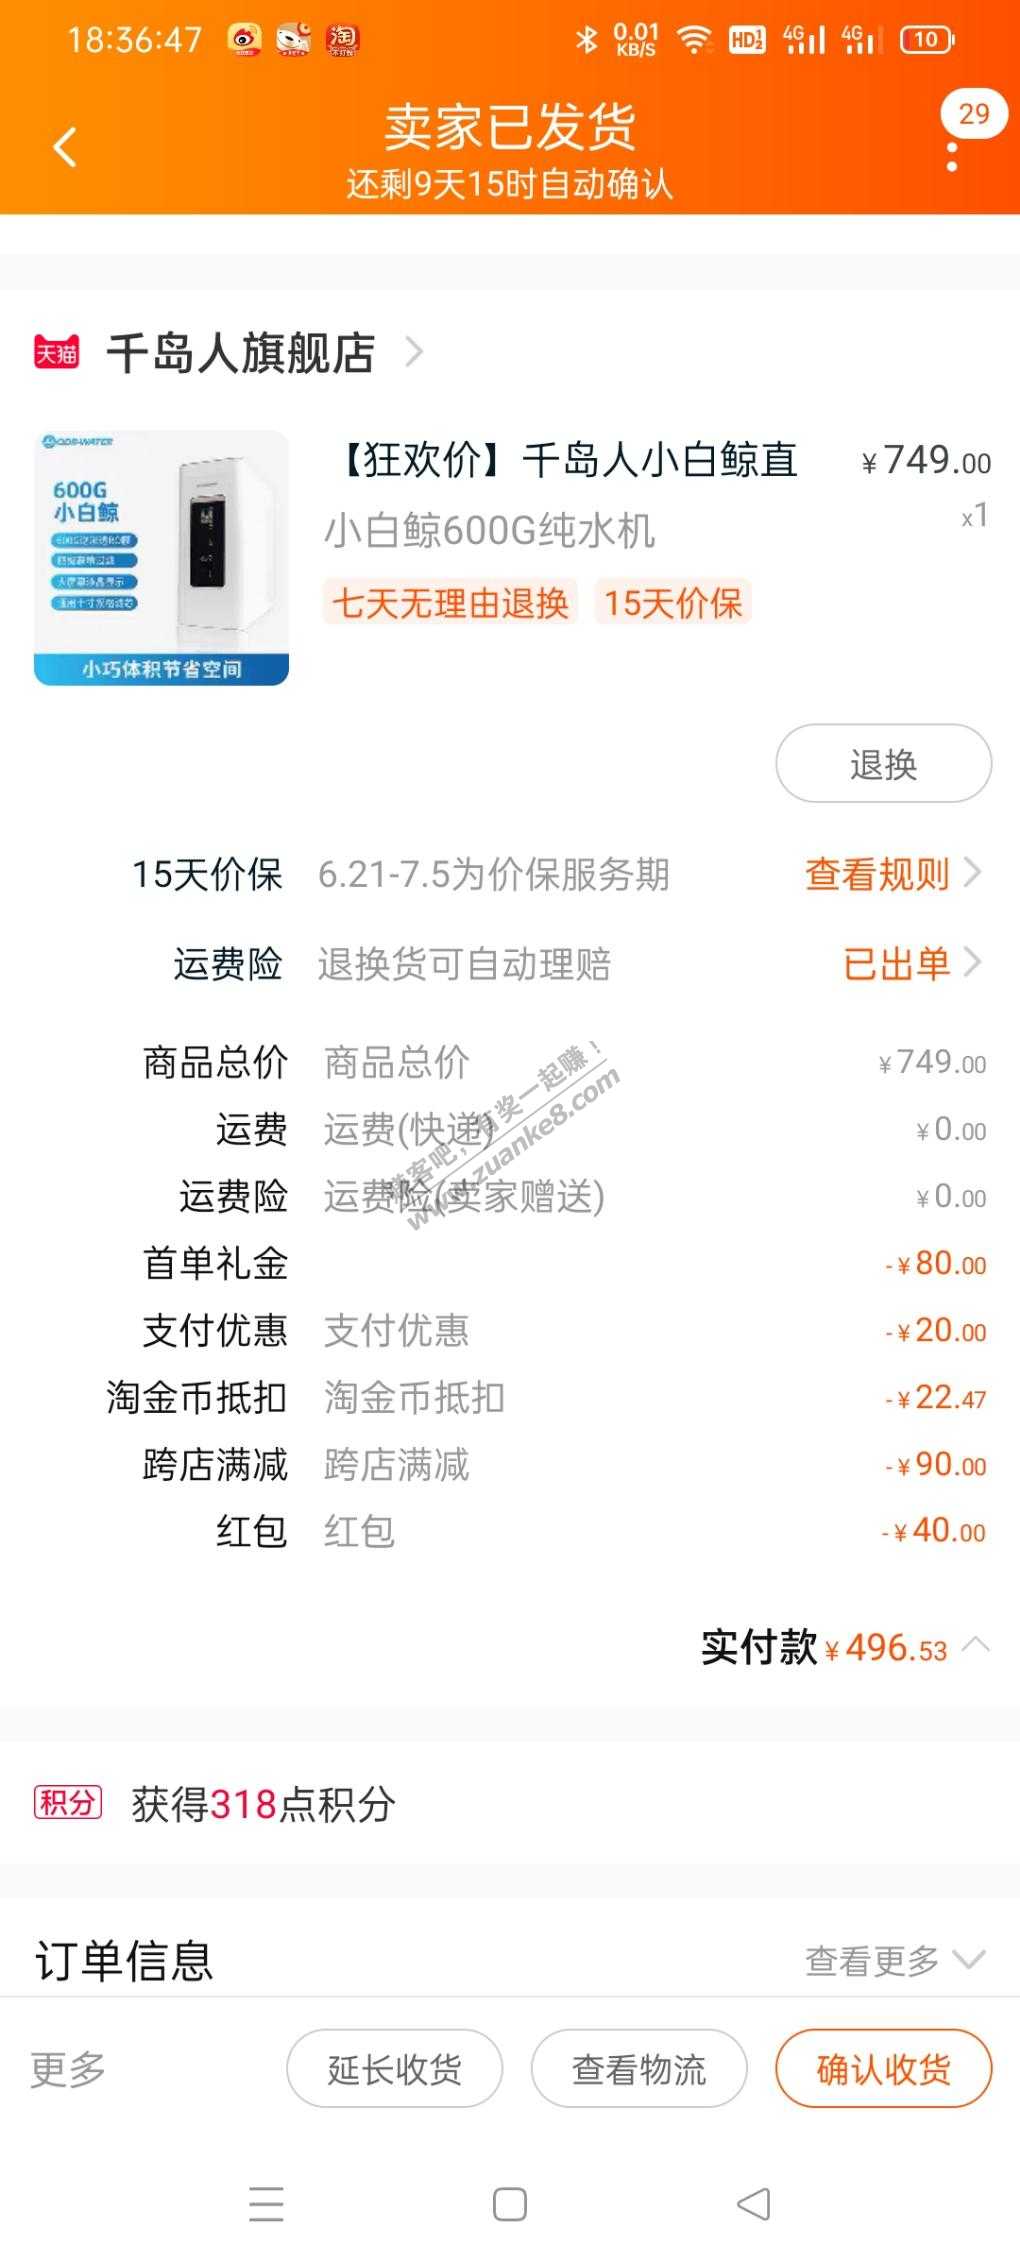 18:36:47
淘
0.01
KB/S
HD
4G
4G
10
卖家已发货
还剩9天15时自动确认
29
天猫 千岛人旗舰店
QDR-WATER
600G
小白鲸
小巧体积节省空间
【狂欢价】千岛人小白鲸直
¥749.00
小白鲸600G纯水机
x1
七天无理由退换 15天价保
退换
15天价保 6.21-7.5为价保服务期 查看规则
运费险 退换货可自动理赔 已出单
商品总价 商品总价 ¥749.00
运费 运费(快递) ¥0.00
运费险 运费险(卖家赠送) ¥0.00
首单礼金 -¥80.00
支付优惠 支付优惠 -¥20.00
淘金币抵扣 淘金币抵扣 -¥22.47
跨店满减 跨店满减 -¥90.00
红包 红包 -¥40.00
赚客吧，有奖一起赚！
www.zuanke8.com
实付款 ¥496.53
积分 获得318点积分
订单信息 查看更多
更多 延长收货 查看物流 确认收货